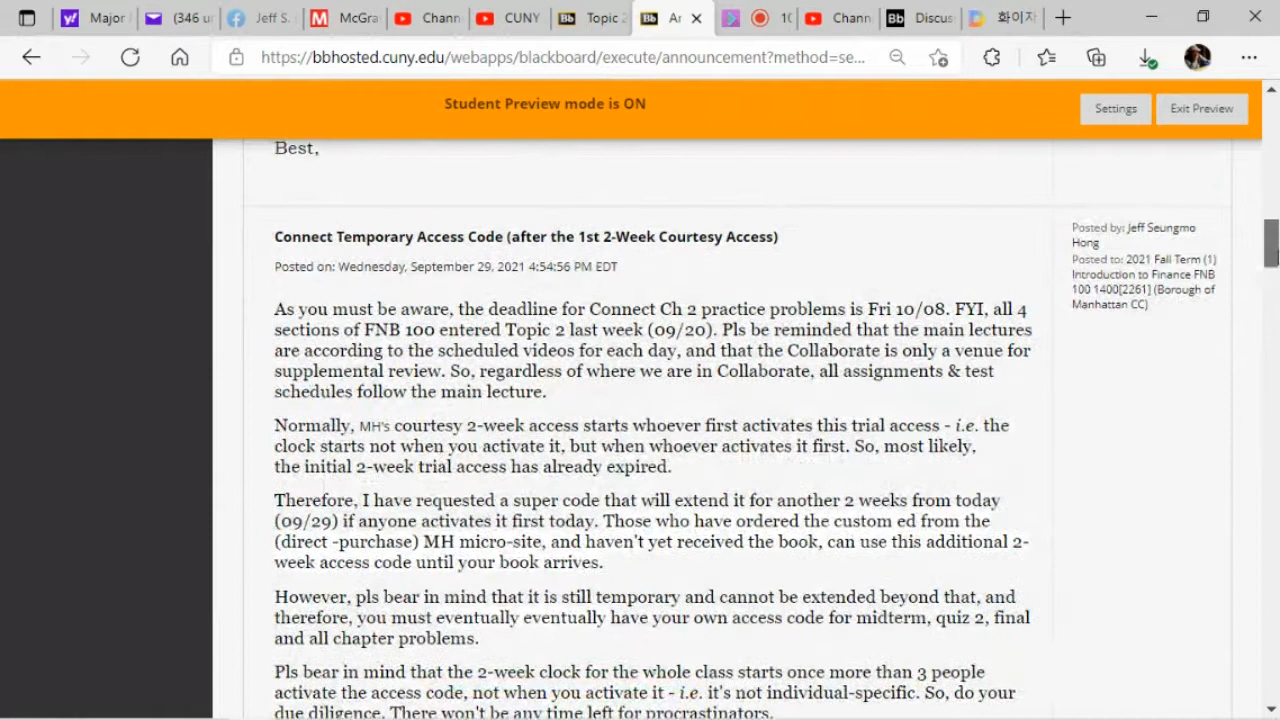 Major
(346 u
Jeff S.
McGra
Chann
CUNY
Topic 2
Ar
10
Chann
Discus
화이자
https://bbhosted.cuny.edu/webapps/blackboard/execute/announcement?method=se...
Student Preview mode is ON
Settings
Exit Preview
Best,
Connect Temporary Access Code (after the 1st 2-Week Courtesy Access)
Posted on: Wednesday, September 29, 2021 4:54:56 PM EDT
Posted by: Jeff Seungmo
Hong
Posted to: 2021 Fall Term (1)
Introduction to Finance FNB
100 1400[2261] (Borough of
Manhattan CC)
As you must be aware, the deadline for Connect Ch 2 practice problems is Fri 10/08. FYI, all 4
sections of FNB 100 entered Topic 2 last week (09/20). Pls be reminded that the main lectures
are according to the scheduled videos for each day, and that the Collaborate is only a venue for
supplemental review. So, regardless of where we are in Collaborate, all assignments & test
schedules follow the main lecture.
Normally, MH's courtesy 2-week access starts whoever first activates this trial access - i.e. the
clock starts not when you activate it, but when whoever activates it first. So, most likely,
the initial 2-week trial access has already expired.
Therefore, I have requested a super code that will extend it for another 2 weeks from today
(09/29) if anyone activates it first today. Those who have ordered the custom ed from the
(direct -purchase) MH micro-site, and haven't yet received the book, can use this additional 2-
week access code until your book arrives.
However, pls bear in mind that it is still temporary and cannot be extended beyond that, and
therefore, you must eventually eventually have your own access code for midterm, quiz 2, final
and all chapter problems.
Pls bear in mind that the 2-week clock for the whole class starts once more than 3 people
activate the access code, not when you activate it - i.e. it's not individual-specific. So, do your
due diligence. There won't be any time left for procrastinators.